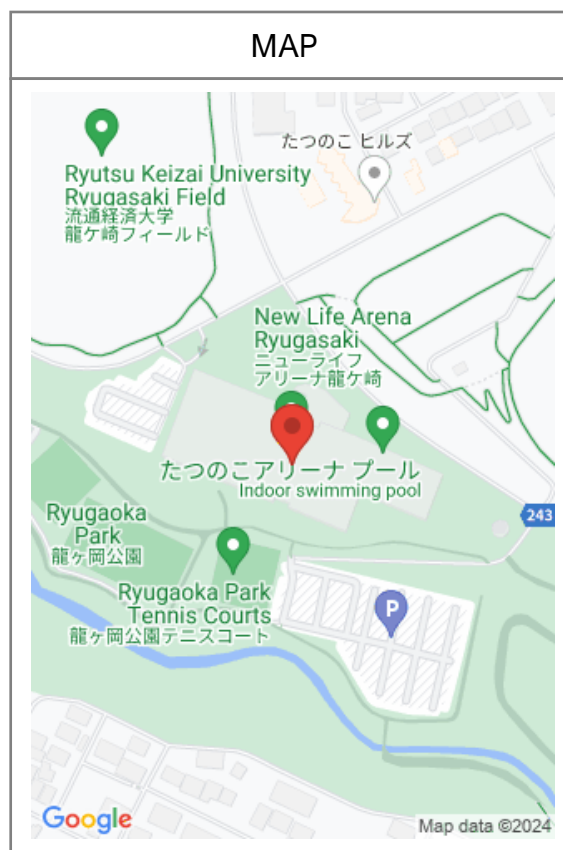 MAP
たつのこ ヒルズ
Ryutsu Keizai University
Ryugasaki Field
流通経済大学
龍ケ崎フィールド
New Life Arena
Ryugasaki
ニューライフ
アリーナ龍ケ崎
たつのこアリーナ プール
Indoor swimming pool
243
Ryugaoka
Park
龍ヶ岡公園
Ryugaoka Park
Tennis Courts
龍ヶ岡公園テニスコート
P
Google
Map data ©2024